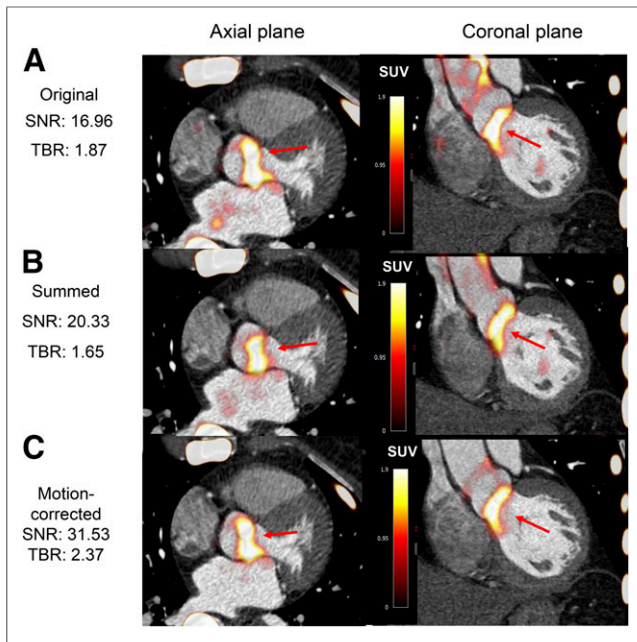 Axial plane
Coronal plane
A
Original
SNR: 16.96
TBR: 1.87
SUV
1.9
0.95
0
B
Summed
SNR: 20.33
TBR: 1.65
SUV
1.9
0.95
0
C
Motion-
corrected
SNR: 31.53
TBR: 2.37
SUV
1.9
0.95
0